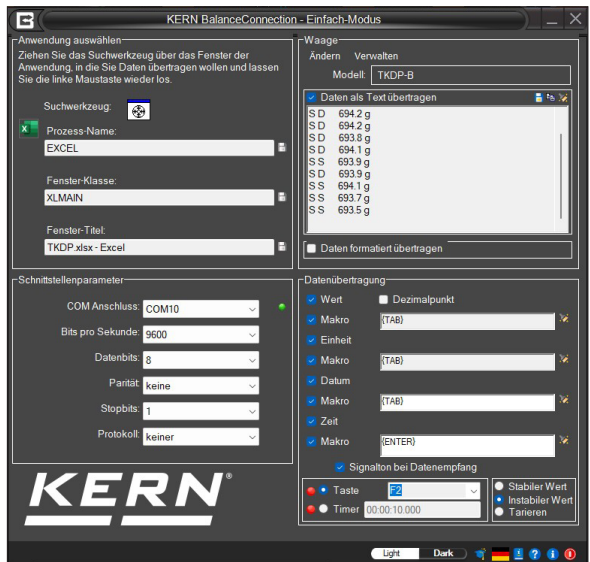 KERN BalanceConnection - Einfach-Modus
Anwendung auswählen
Ziehen Sie das Suchwerkzeug über das Fenster der
Anwendung, in die Sie Daten übertragen wollen und lassen
Sie die linke Maustaste wieder los.
Suchwerkzeug:
Prozess-Name:
EXCEL
Fenster-Klasse:
XLMAIN
Fenster-Titel:
TKDP.xlsx - Excel
Waage
Ändern Verwalten
Modell: TKDP-B
Daten als Text übertragen
S D 694.2 g
S D 694.2 g
S D 693.8 g
S D 694.1 g
S S 693.9 g
S D 693.9 g
S S 694.1 g
S S 693.7 g
S S 693.5 g
Daten formatiert übertragen
Schnittstellenparameter
COM Anschluss: COM10
Bits pro Sekunde: 9600
Datenbits: 8
Parität: keine
Stopbits: 1
Protokoll: keiner
KERN®
Datenübertragung
Wert Dezimalpunkt
Makro {TAB}
Einheit
Makro {TAB}
Datum
Makro {TAB}
Zeit
Makro {ENTER}
Signalton bei Datenempfang
Taste F2
Timer 00:00:10.000
Stabiler Wert
Instabiler Wert
Tarieren
Light Dark